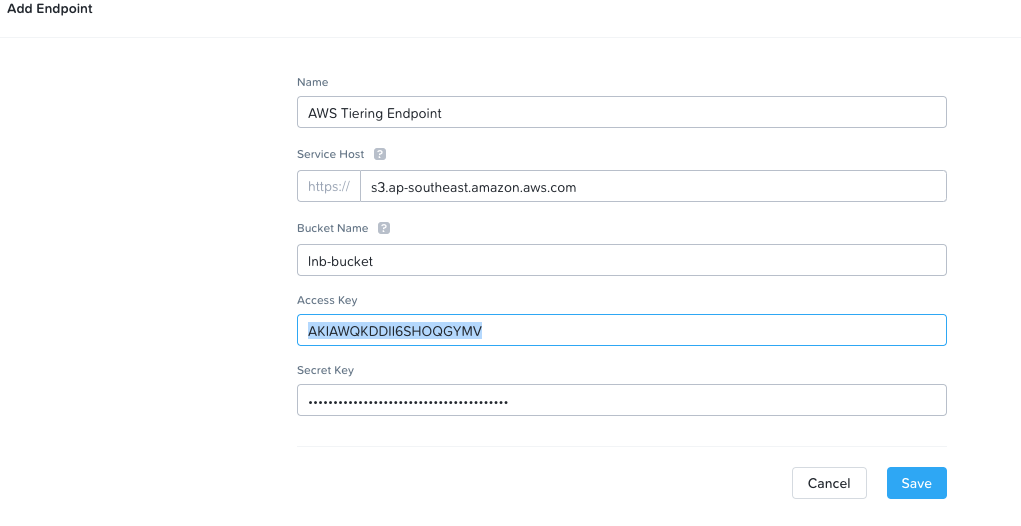 Add Endpoint
Name
AWS Tiering Endpoint
Service Host ?
https:// s3.ap-southeast.amazon.aws.com
Bucket Name ?
lnb-bucket
Access Key
AKIAWQKDDII6SHOQGYMV
Secret Key
••••••••••••••••••••••••••••••••••••••••
Cancel Save